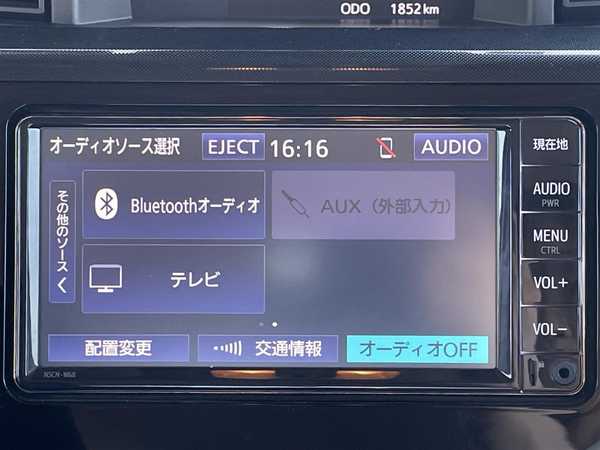 ODO 1852km
オーディオソース選択 EJECT 16:16 AUDIO
その他のソース く
Bluetoothオーディオ
AUX（外部入力）
テレビ
配置変更
交通情報
オーディオOFF
現在地
AUDIO
PWR
MENU
CTRL
VOL+
VOL−
NSCN-W68